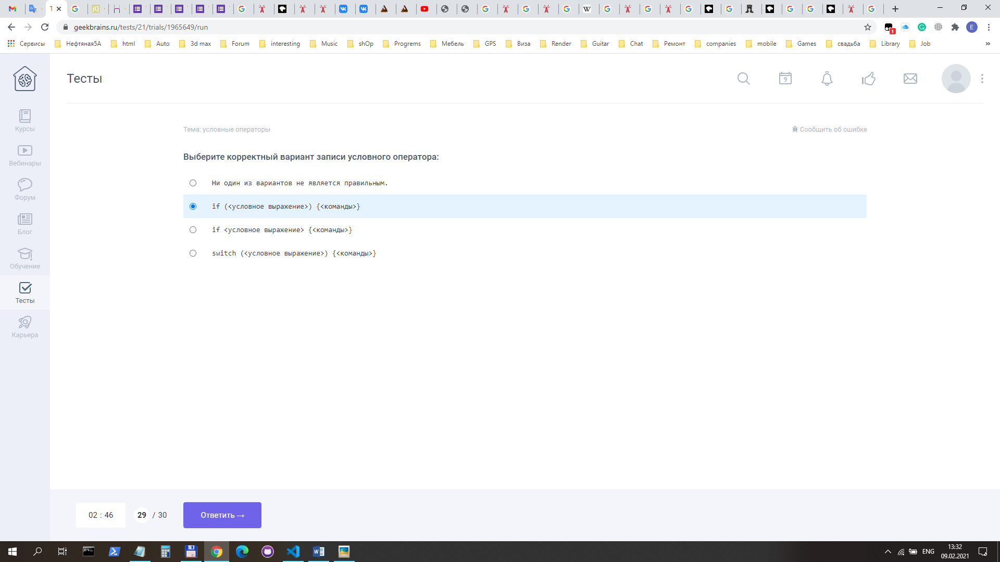 geekbrains.ru/tests/21/trials/1965649/run
1
E
Сервисы Нефтяная5А html Auto 3d max Forum interesting Music shOp Progrems Мебель GPS Виза Render Guitar Chat Ремонт companies mobile Games свадьба Library Job »
Тесты
9
Курсы
Вебинары
Форум
Блог
Обучение
Тесты
Карьера
Тема: условные операторы
Сообщить об ошибке
Выберите корректный вариант записи условного оператора:
Ни один из вариантов не является правильным.
if (<условное выражение>) {<команды>}
if <условное выражение> {<команды>}
switch (<условное выражение>) {<команды>}
02 : 46
29 / 30
Ответить →
ENG
13:32
09.02.2021